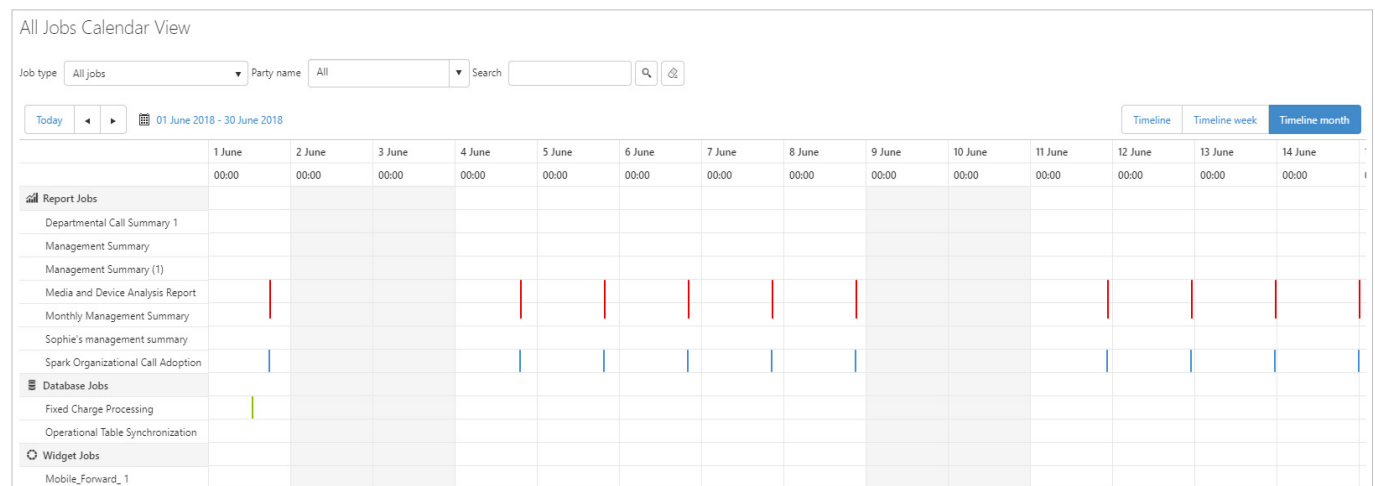 All Jobs Calendar View
Job type All jobs Party name All Search
Today 01 June 2018 - 30 June 2018 Timeline Timeline week Timeline month
1 June 2 June 3 June 4 June 5 June 6 June 7 June 8 June 9 June 10 June 11 June 12 June 13 June 14 June
00:00 00:00 00:00 00:00 00:00 00:00 00:00 00:00 00:00 00:00 00:00 00:00 00:00 00:00
Report Jobs
Departmental Call Summary 1
Management Summary
Management Summary (1)
Media and Device Analysis Report
Monthly Management Summary
Sophie's management summary
Spark Organizational Call Adoption
Database Jobs
Fixed Charge Processing
Operational Table Synchronization
Widget Jobs
Mobile_Forward_ 1